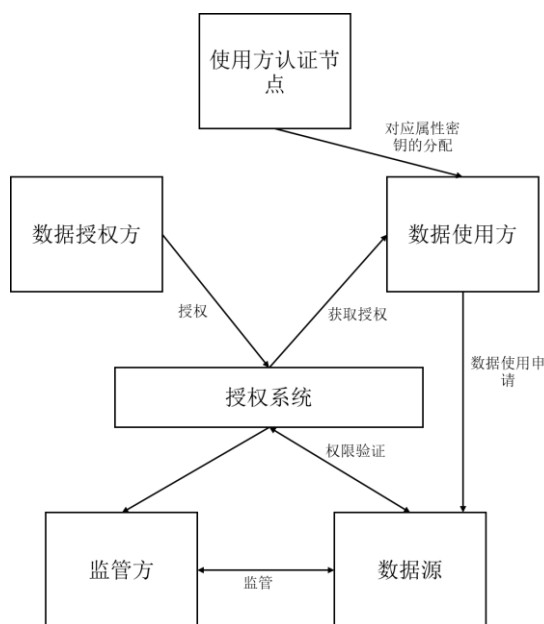 使用方认证节
点
对应属性密
钥的分配
数据授权方
数据使用方
授权
获取授权
数据使用申
请
授权系统
权限验证
监管方
监管
数据源